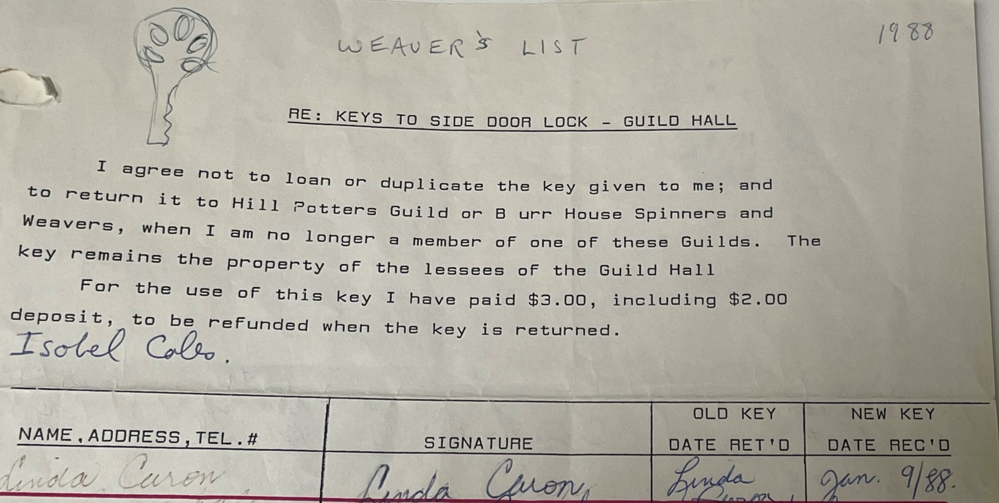 WEAVER'S LIST
1988
RE: KEYS TO SIDE DOOR LOCK - GUILD HALL
I agree not to loan or duplicate the key given to me; and
to return it to Hill Potters Guild or B urr House Spinners and
Weavers, when I am no longer a member of one of these Guilds. The
key remains the property of the lessees of the Guild Hall
For the use of this key I have paid $3.00, including $2.00
deposit, to be refunded when the key is returned.
Isobel Coles.
NAME,ADDRESS,TEL.#
SIGNATURE
OLD KEY
DATE RET'D
NEW KEY
DATE REC'D
Linda Caron
Linda Caron,
Linda
Caron,
Jan. 9/88.